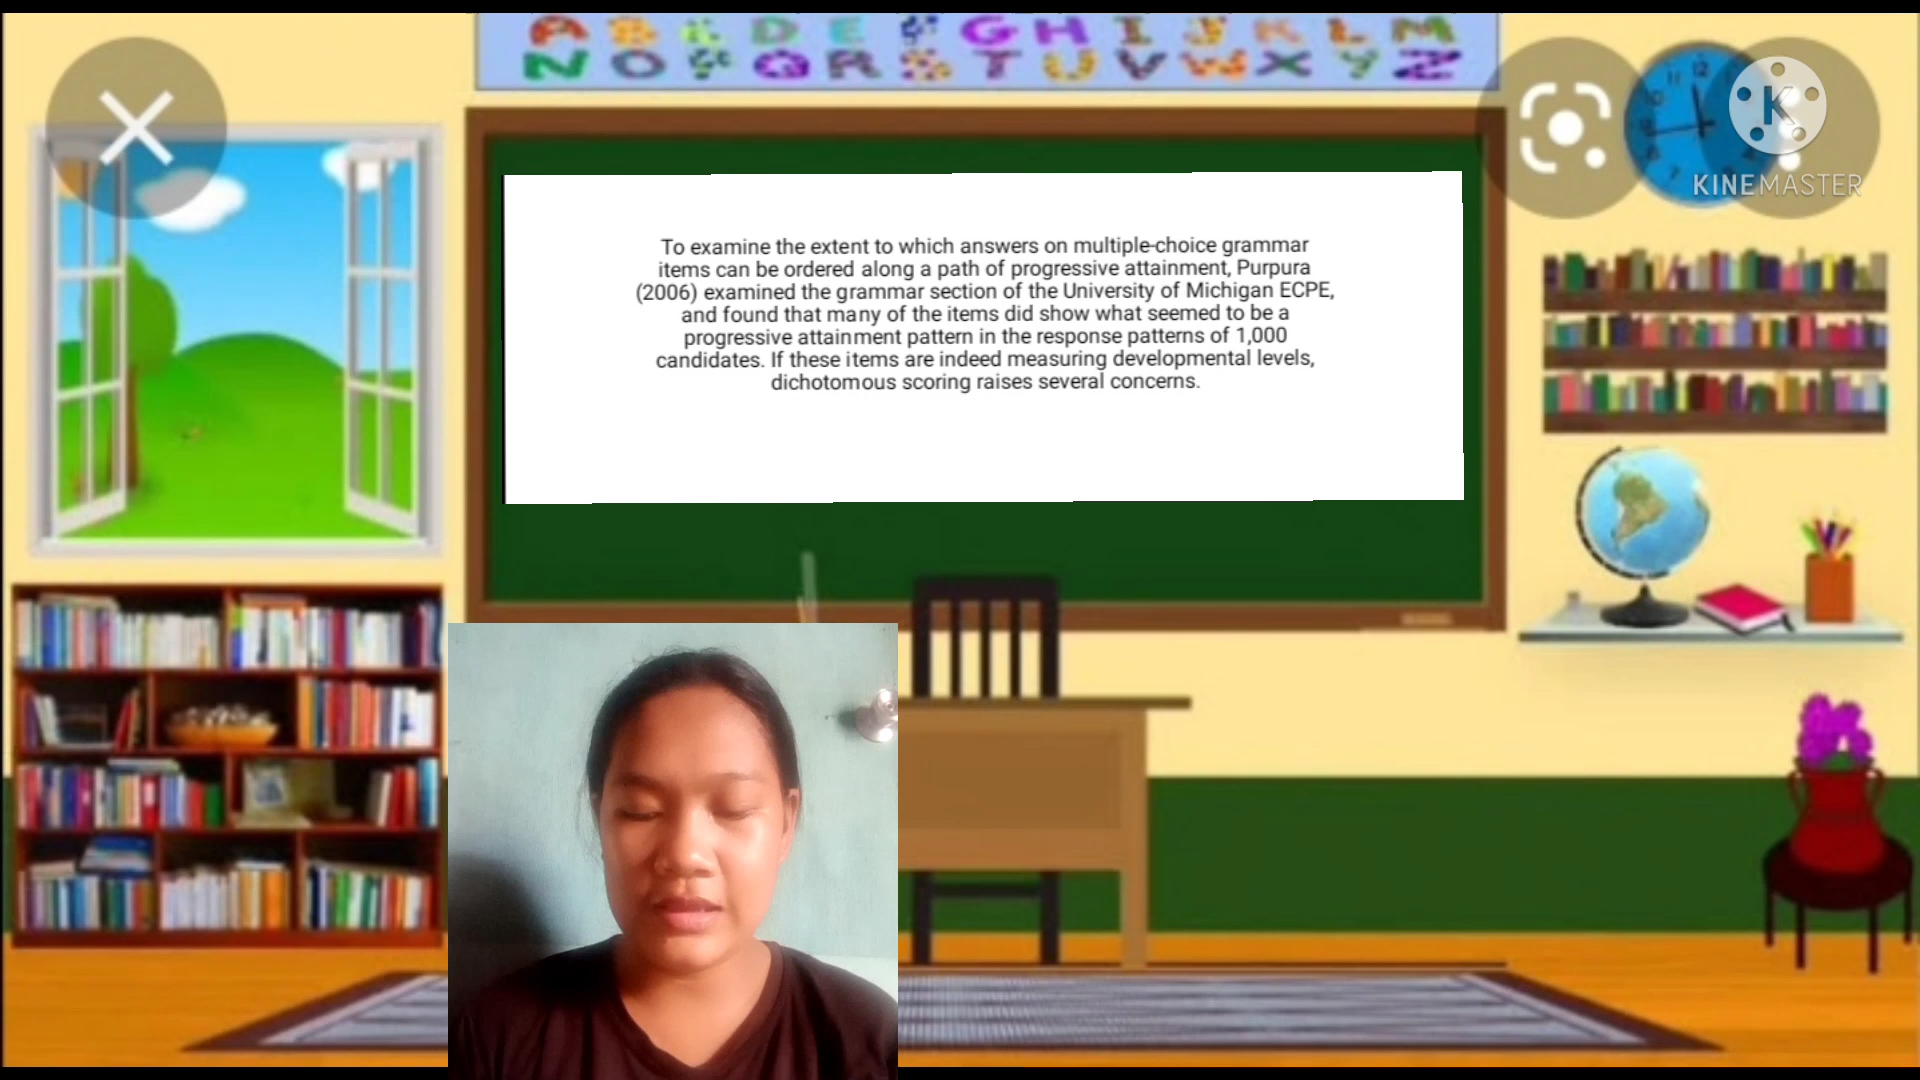 A B C D E F G H I J K L M
N O P Q R S T U V W X Y Z
12
11
KINEMASTER
To examine the extent to which answers on multiple-choice grammar
items can be ordered along a path of progressive attainment, Purpura
(2006) examined the grammar section of the University of Michigan ECPE,
and found that many of the items did show what seemed to be a
progressive attainment pattern in the response patterns of 1,000
candidates. If these items are indeed measuring developmental levels,
dichotomous scoring raises several concerns.